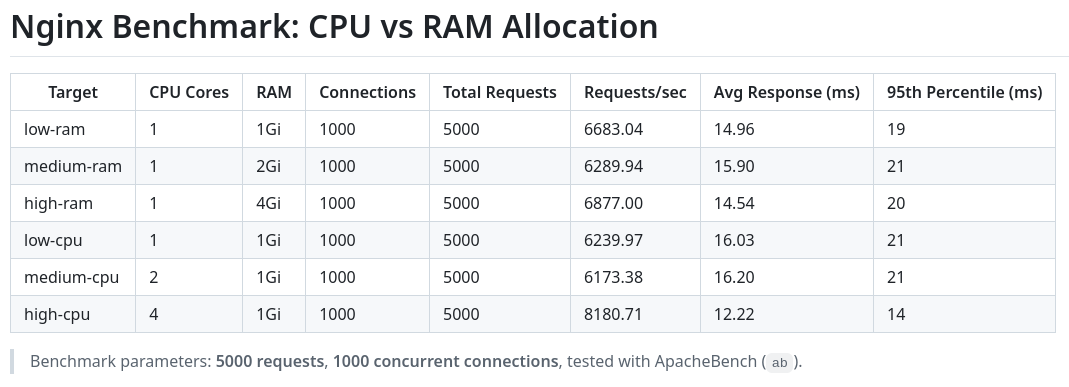 Nginx Benchmark: CPU vs RAM Allocation
Target CPU Cores RAM Connections Total Requests Requests/sec Avg Response (ms) 95th Percentile (ms)
low-ram 1 1Gi 1000 5000 6683.04 14.96 19
medium-ram 1 2Gi 1000 5000 6289.94 15.90 21
high-ram 1 4Gi 1000 5000 6877.00 14.54 20
low-cpu 1 1Gi 1000 5000 6239.97 16.03 21
medium-cpu 2 1Gi 1000 5000 6173.38 16.20 21
high-cpu 4 1Gi 1000 5000 8180.71 12.22 14
Benchmark parameters: 5000 requests, 1000 concurrent connections, tested with ApacheBench (ab).